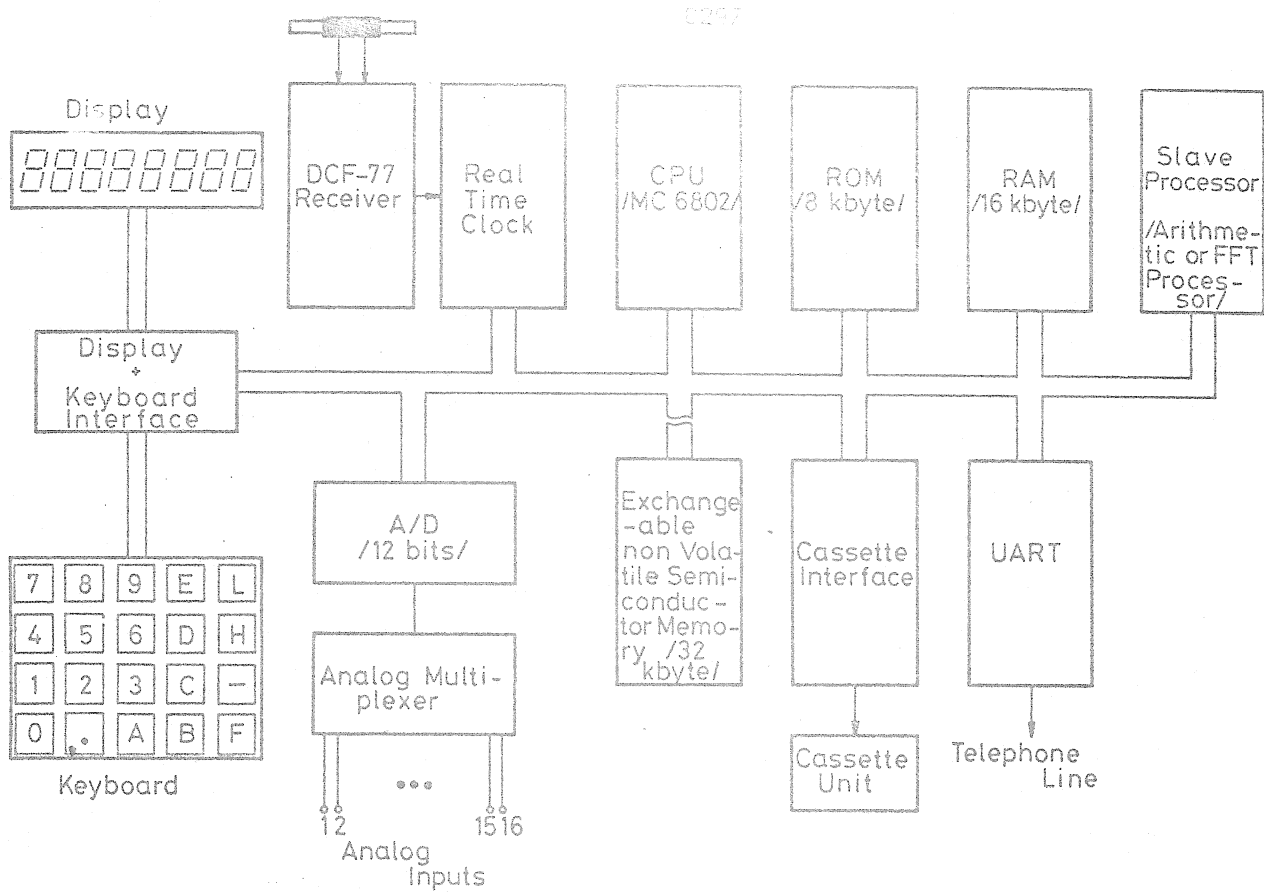 0297
Display
88888888
DCF-77
Receiver
Real
Time
Clock
CPU
/MC 6802/
ROM
/8 kbyte/
RAM
/16 kbyte/
Slave
Processor
/Arithme-
tic or FFT
Proces-
sor/
Display
+
Keyboard
Interface
A/D
/12 bits/
Exchange
-able
non Vola-
tile Semi-
conduc-
tor Memo-
ry /32
kbyte/
Cassette
Interface
UART
7 8 9 E L
4 5 6 D H
1 2 3 C —
0 . A B F
Keyboard
Analog Multi-
plexer
•••
1 2 15 16
Analog
Inputs
Cassette
Unit
Telephone
Line